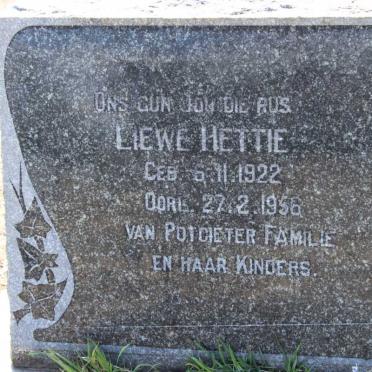 ONS GUN JOU DIE RUS
LIEWE HETTIE
GEB. 6.11.1922
OORL. 27.2.1956
VAN POTGIETER FAMILIE
EN HAAR KINDERS.